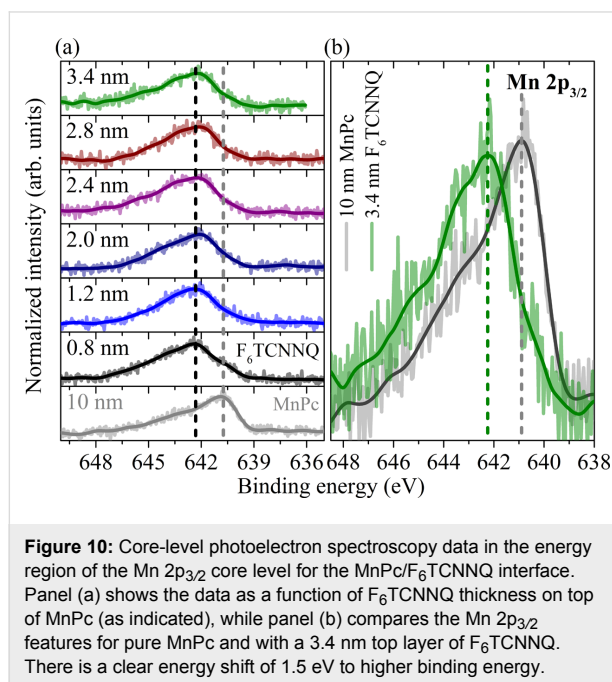 (a)
(b)
3.4 nm
2.8 nm
2.4 nm
2.0 nm
1.2 nm
0.8 nm
F₆TCNNQ
10 nm
MnPc
Normalized intensity (arb. units)
648 645 642 639 636
Mn 2p₃/₂
10 nm MnPc
3.4 nm F₆TCNNQ
648 646 644 642 640 638
Binding energy (eV)
Figure 10: Core-level photoelectron spectroscopy data in the energy
region of the Mn 2p₃/₂ core level for the MnPc/F₆TCNNQ interface.
Panel (a) shows the data as a function of F₆TCNNQ thickness on top
of MnPc (as indicated), while panel (b) compares the Mn 2p₃/₂
features for pure MnPc and with a 3.4 nm top layer of F₆TCNNQ.
There is a clear energy shift of 1.5 eV to higher binding energy.